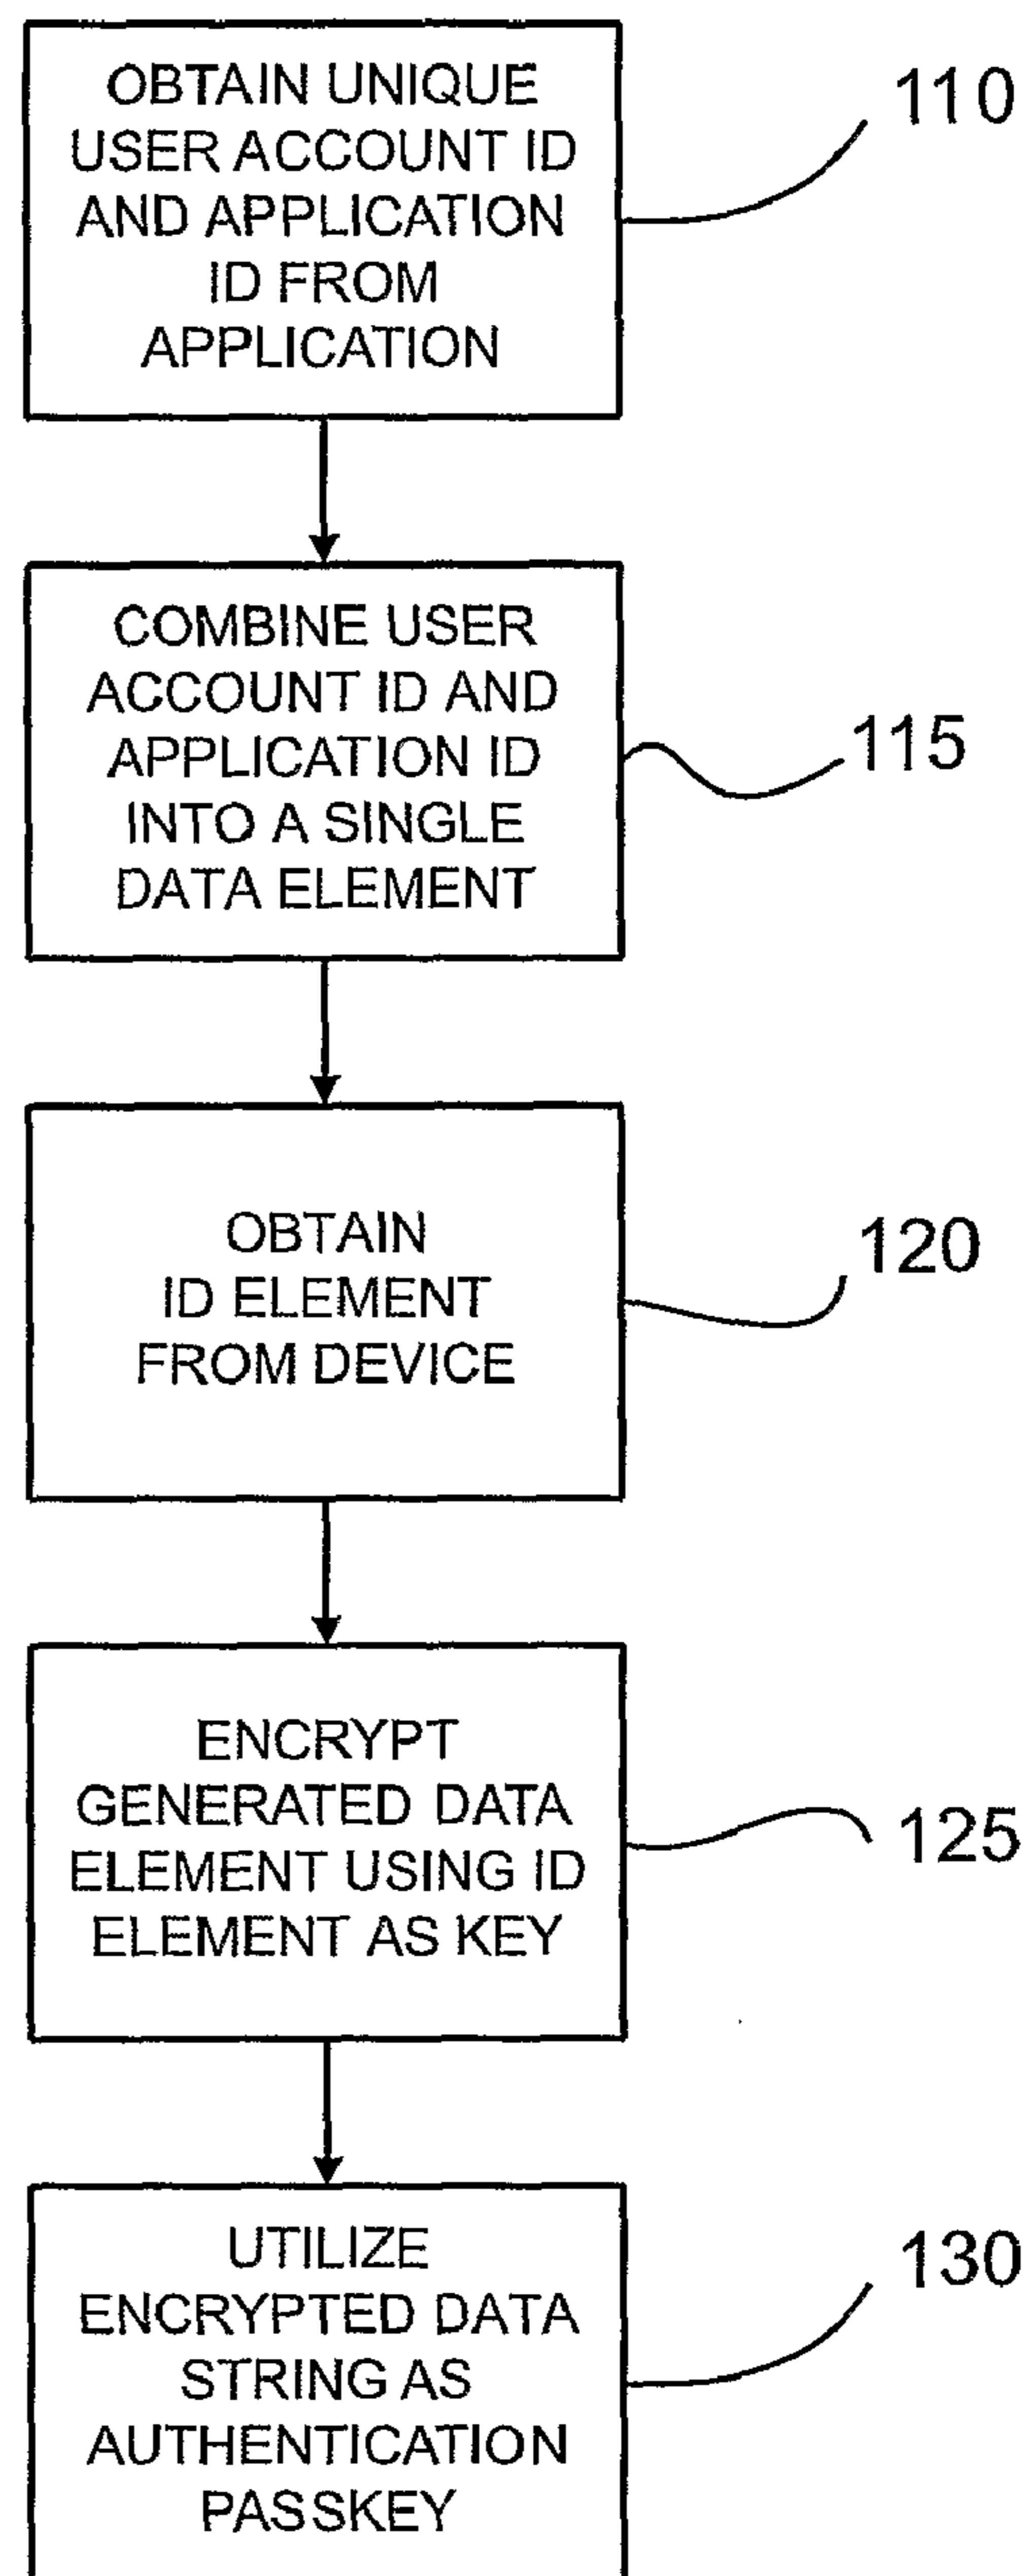 OBTAIN UNIQUE
USER ACCOUNT ID
AND APPLICATION
ID FROM
APPLICATION
110
COMBINE USER
ACCOUNT ID AND
APPLICATION ID
INTO A SINGLE
DATA ELEMENT
115
OBTAIN
ID ELEMENT
FROM DEVICE
120
ENCRYPT
GENERATED DATA
ELEMENT USING ID
ELEMENT AS KEY
125
UTILIZE
ENCRYPTED DATA
STRING AS
AUTHENTICATION
PASSKEY
130